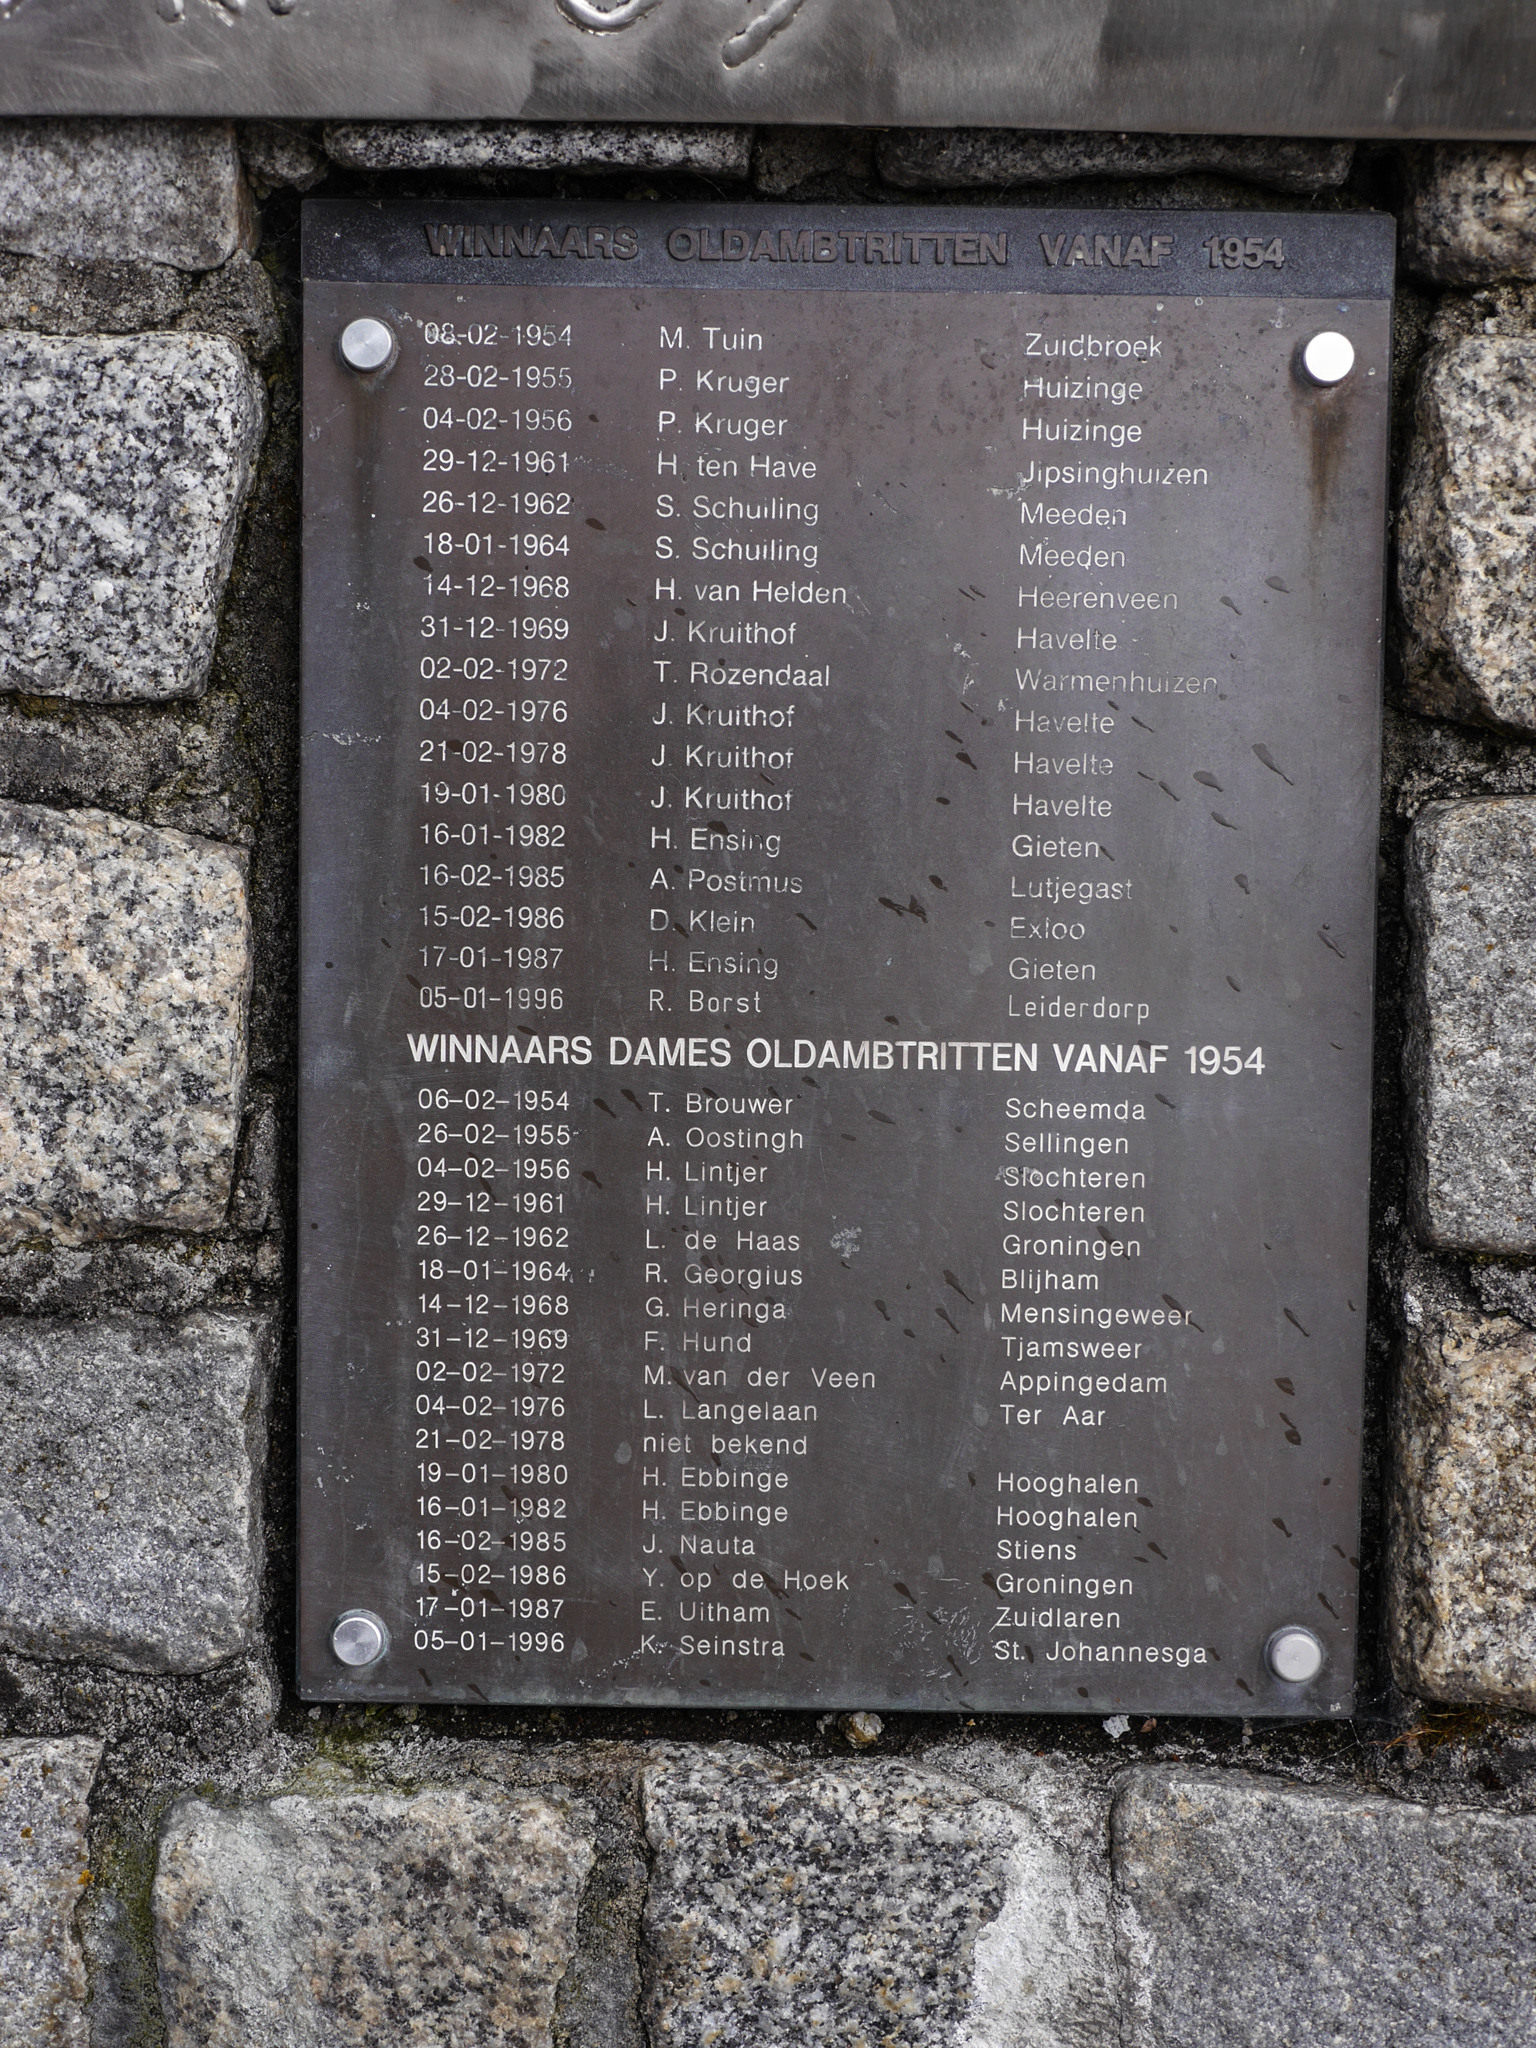 WINNAARS OLDAMBTRITTEN VANAF 1954
08-02-1954 M. Tuin Zuidbroek
28-02-1955 P. Kruger Huizinge
04-02-1956 P. Kruger Huizinge
29-12-1961 H. ten Have Jipsinghuizen
26-12-1962 S. Schuiling Meeden
18-01-1964 S. Schuiling Meeden
14-12-1968 H. van Helden Heerenveen
31-12-1969 J. Kruithof Havelte
02-02-1972 T. Rozendaal Warmenhuizen
04-02-1976 J. Kruithof Havelte
21-02-1978 J. Kruithof Havelte
19-01-1980 J. Kruithof Havelte
16-01-1982 H. Ensing Gieten
16-02-1985 A. Postmus Lutjegast
15-02-1986 D. Klein Exloo
17-01-1987 H. Ensing Gieten
05-01-1996 R. Borst Leiderdorp
WINNAARS DAMES OLDAMBTRITTEN VANAF 1954
06-02-1954 T. Brouwer Scheemda
26-02-1955 A. Oostingh Sellingen
04-02-1956 H. Lintjer Slochteren
29-12-1961 H. Lintjer Slochteren
26-12-1962 L. de Haas Groningen
18-01-1964 R. Georgius Blijham
14-12-1968 G. Heringa Mensingeweer
31-12-1969 F. Hund Tjamsweer
02-02-1972 M. van der Veen Appingedam
04-02-1976 L. Langelaan Ter Aar
21-02-1978 niet bekend
19-01-1980 H. Ebbinge Hooghalen
16-01-1982 H. Ebbinge Hooghalen
16-02-1985 J. Nauta Stiens
15-02-1986 Y. op de Hoek Groningen
17-01-1987 E. Uitham Zuidlaren
05-01-1996 K. Seinstra St. Johannesga